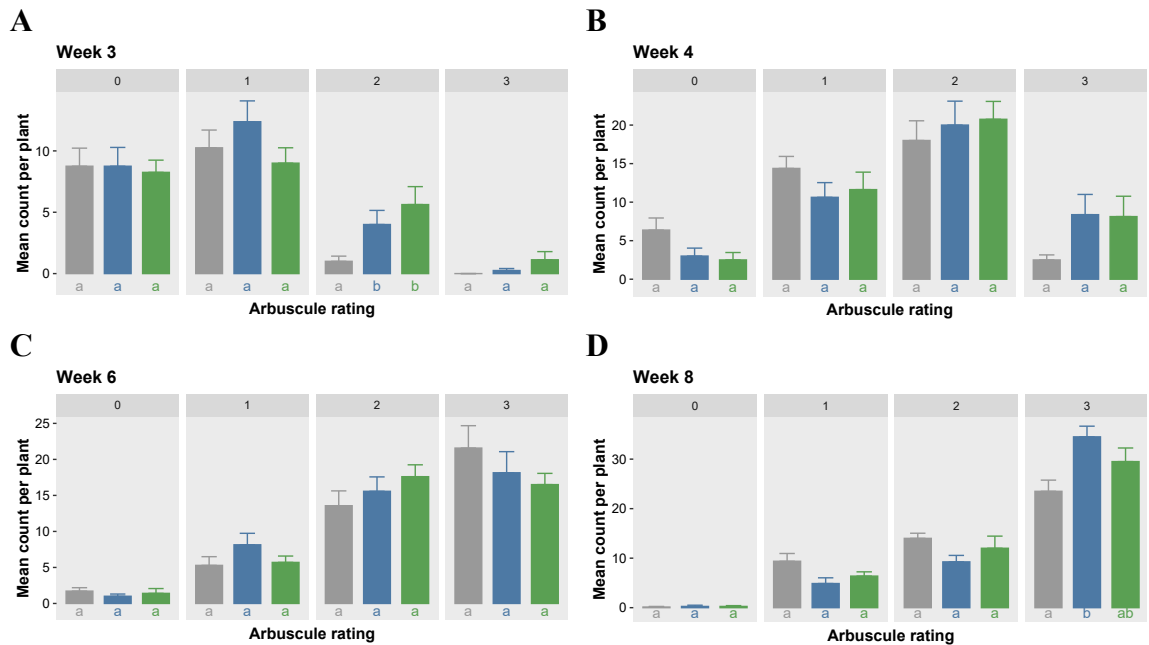 A
Week 3
0 1 2 3
Mean count per plant
10
5
0
a a a a a a a b b a a a
Arbuscule rating
B
Week 4
0 1 2 3
Mean count per plant
20
15
10
5
0
a a a a a a a a a a a a
Arbuscule rating
C
Week 6
0 1 2 3
Mean count per plant
25
20
15
10
5
0
a a a a a a a a a a a a
Arbuscule rating
D
Week 8
0 1 2 3
Mean count per plant
30
20
10
0
a a a a a a a a a a b ab
Arbuscule rating